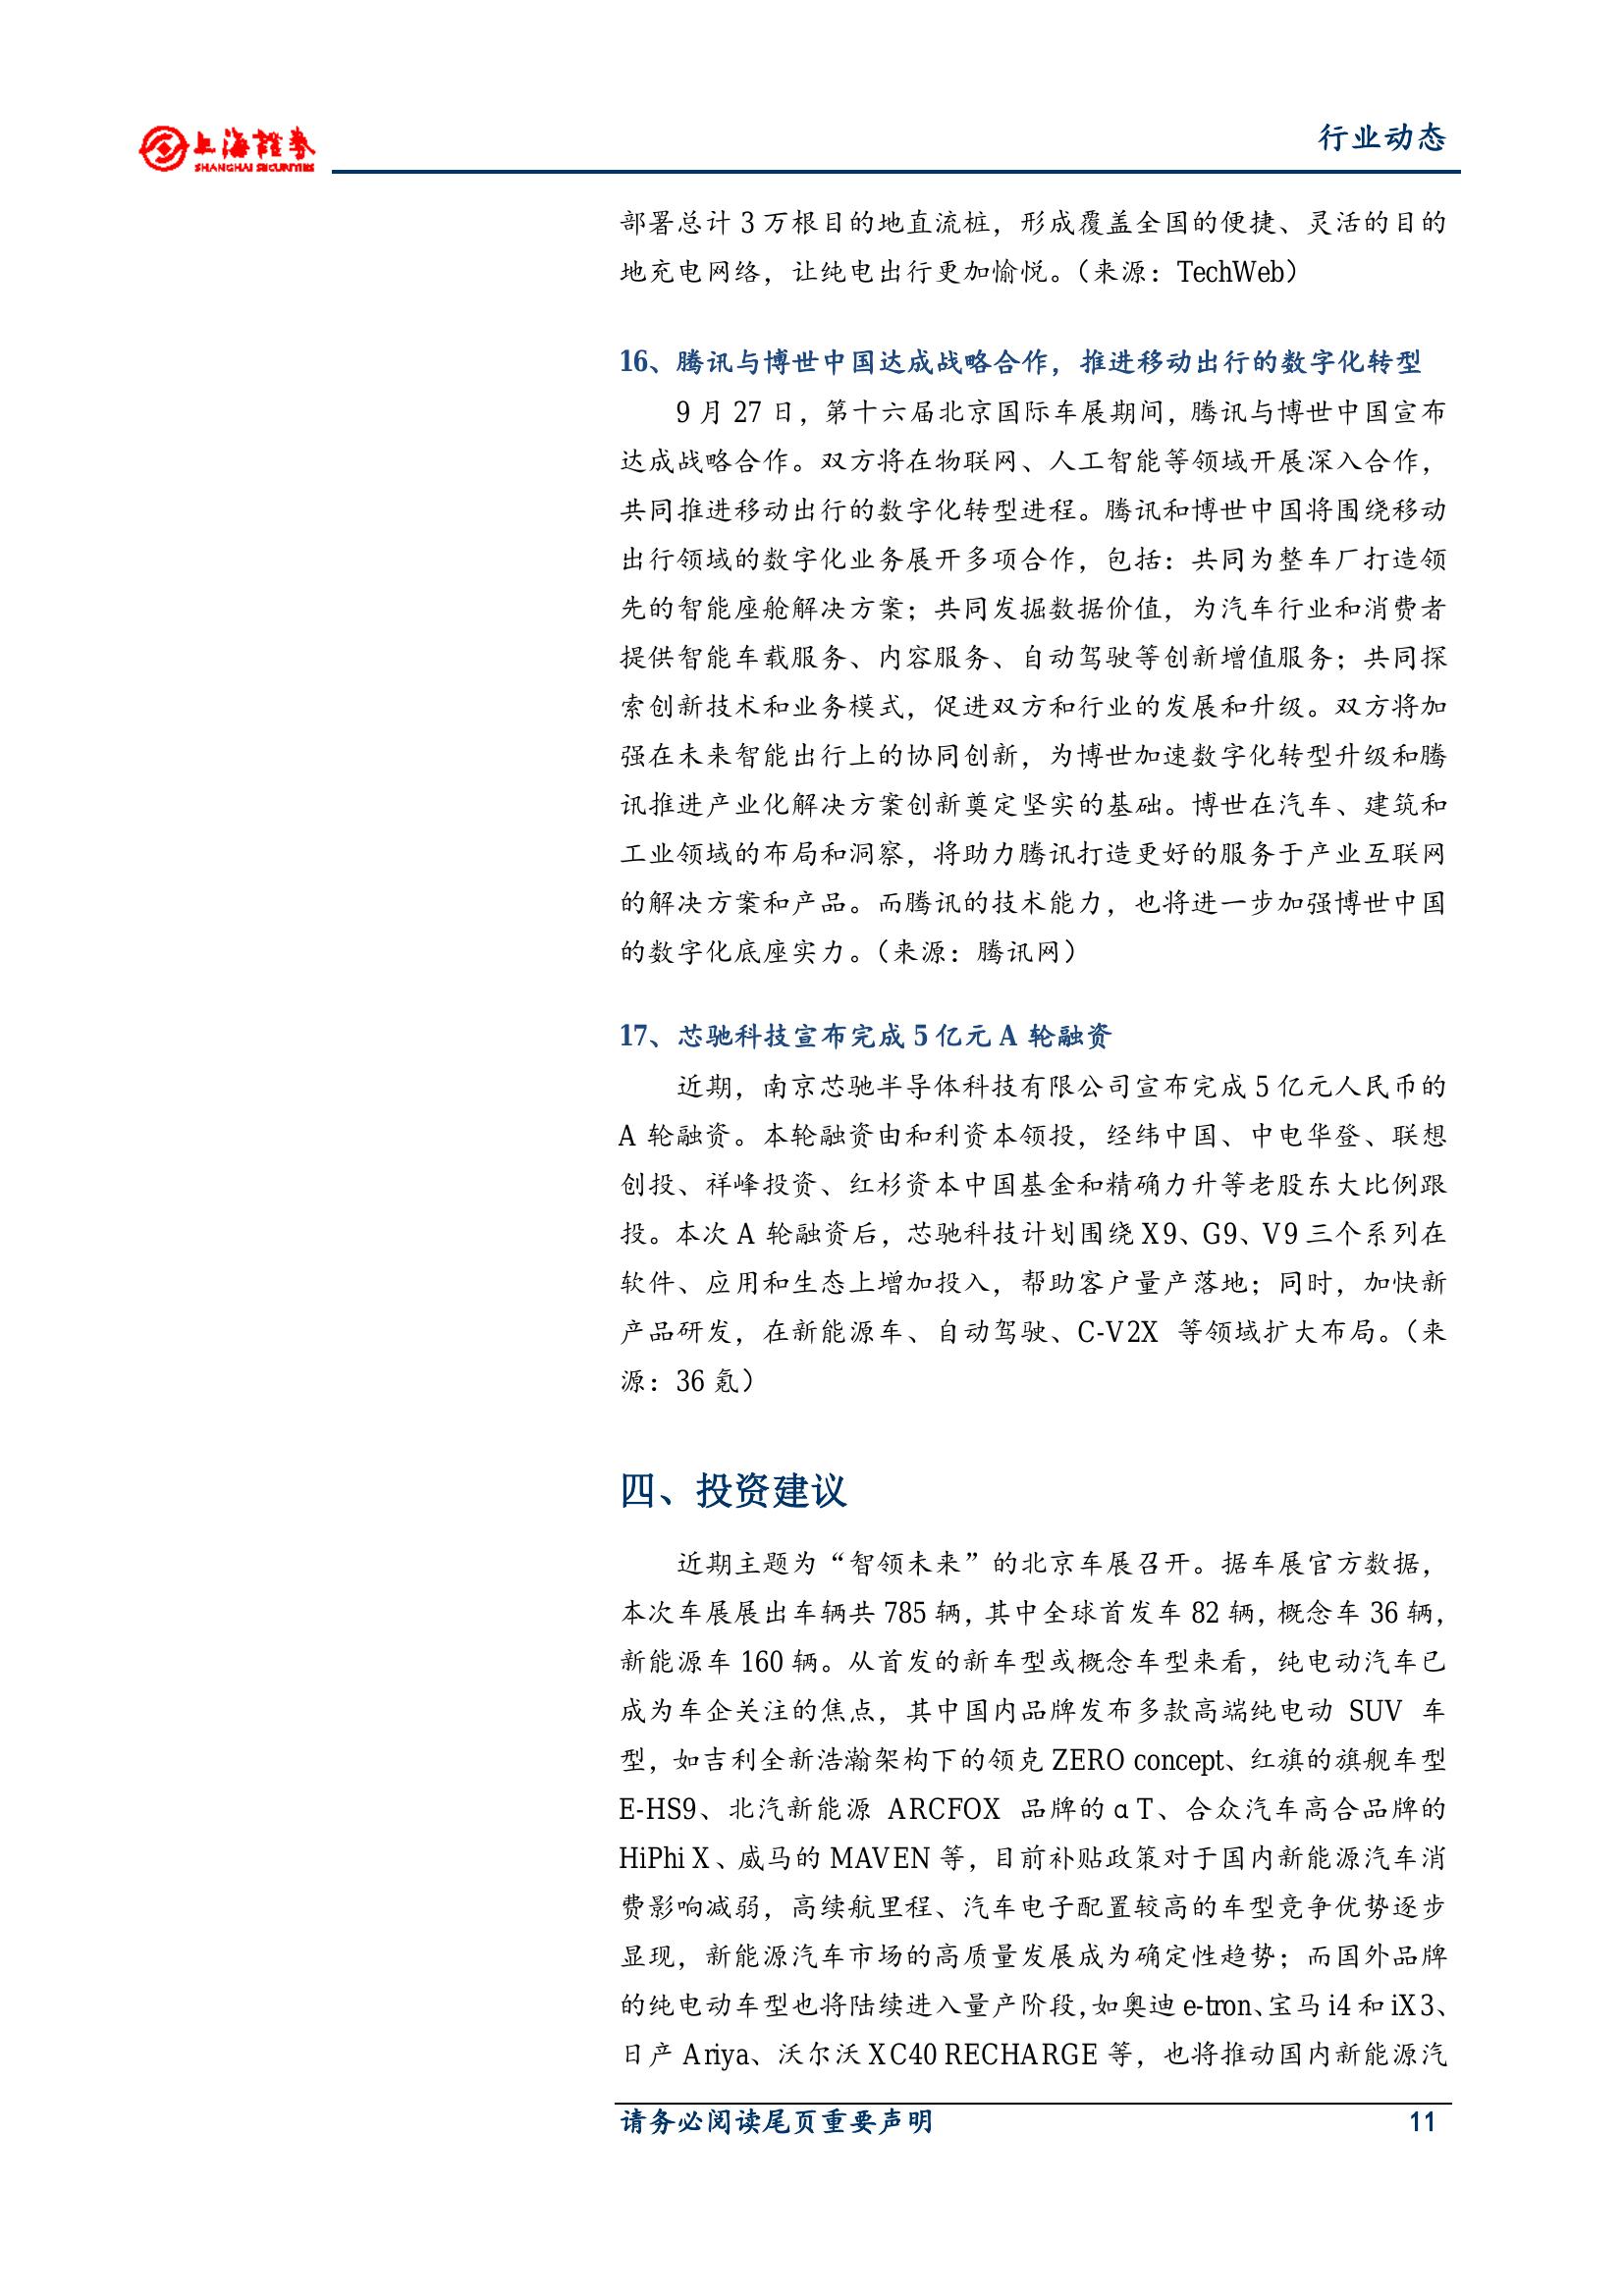 上海證券
SHANGHAI SECURITIES
行业动态
部署总计 3 万根目的地直流桩，形成覆盖全国的便捷、灵活的目的
地充电网络，让纯电出行更加愉悦。（来源：TechWeb）
16、腾讯与博世中国达成战略合作，推进移动出行的数字化转型
9 月 27 日，第十六届北京国际车展期间，腾讯与博世中国宣布
达成战略合作。双方将在物联网、人工智能等领域开展深入合作，
共同推进移动出行的数字化转型进程。腾讯和博世中国将围绕移动
出行领域的数字化业务展开多项合作，包括：共同为整车厂打造领
先的智能座舱解决方案；共同发掘数据价值，为汽车行业和消费者
提供智能车载服务、内容服务、自动驾驶等创新增值服务；共同探
索创新技术和业务模式，促进双方和行业的发展和升级。双方将加
强在未来智能出行上的协同创新，为博世加速数字化转型升级和腾
讯推进产业化解决方案创新奠定坚实的基础。博世在汽车、建筑和
工业领域的布局和洞察，将助力腾讯打造更好的服务于产业互联网
的解决方案和产品。而腾讯的技术能力，也将进一步加强博世中国
的数字化底座实力。（来源：腾讯网）
17、芯驰科技宣布完成 5 亿元 A 轮融资
近期，南京芯驰半导体科技有限公司宣布完成 5 亿元人民币的
A 轮融资。本轮融资由和利资本领投，经纬中国、中电华登、联想
创投、祥峰投资、红杉资本中国基金和精确力升等老股东大比例跟
投。本次 A 轮融资后，芯驰科技计划围绕 X9、G9、V9 三个系列在
软件、应用和生态上增加投入，帮助客户量产落地；同时，加快新
产品研发，在新能源车、自动驾驶、C-V2X 等领域扩大布局。（来
源：36 氪）
四、投资建议
近期主题为“智领未来”的北京车展召开。据车展官方数据，
本次车展展出车辆共 785 辆，其中全球首发车 82 辆，概念车 36 辆，
新能源车 160 辆。从首发的新车型或概念车型来看，纯电动汽车已
成为车企关注的焦点，其中国内品牌发布多款高端纯电动 SUV 车
型，如吉利全新浩瀚架构下的领克 ZERO concept、红旗的旗舰车型
E-HS9、北汽新能源 ARCFOX 品牌的 αT、合众汽车高合品牌的
HiPhi X、威马的 MAVEN 等，目前补贴政策对于国内新能源汽车消
费影响减弱，高续航里程、汽车电子配置较高的车型竞争优势逐步
显现，新能源汽车市场的高质量发展成为确定性趋势；而国外品牌
的纯电动车型也将陆续进入量产阶段，如奥迪 e-tron、宝马 i4 和 iX3、
日产 Ariya、沃尔沃 XC40 RECHARGE 等，也将推动国内新能源汽
请务必阅读尾页重要声明
11